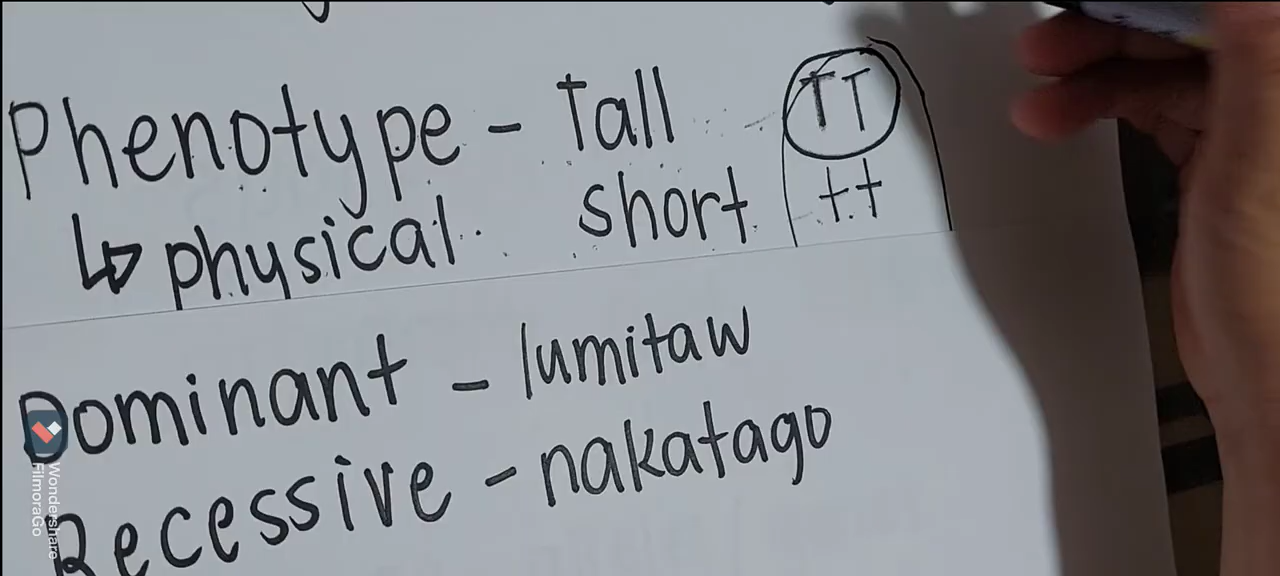 Phenotype - Tall TT
↳ physical short tt
Dominant - lumitaw
Recessive - nakatago
Wondershare
FilmoraGo